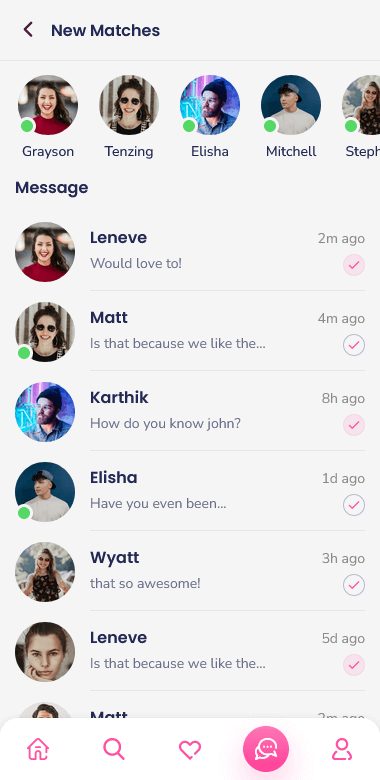 New Matches
Grayson
Tenzing
Elisha
Mitchell
Steph
Message
Leneve
2m ago
Would love to!
Matt
4m ago
Is that because we like the...
Karthik
8h ago
How do you know john?
Elisha
1d ago
Have you even been...
Wyatt
3h ago
that so awesome!
Leneve
5d ago
Is that because we like the...
Matt
2m ago